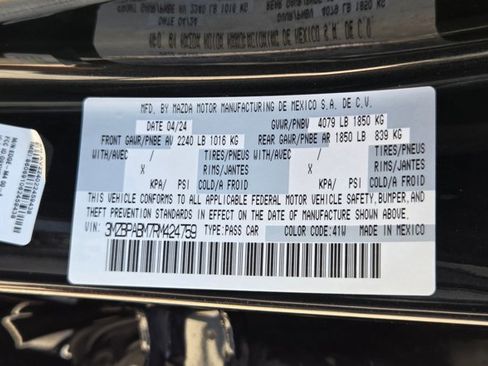 MFD. BY MAZDA MOTOR MANUFACTURING DE MEXICO S.A. DE C.V.
DATE 04/24 GVWR/PNBV 4079 LB 1850 KG
FRONT GAWR/PNBE AV 2240 LB 1016 KG REAR GAWR/PNBE AR 1850 LB 839 KG
WITH/AVEC / TIRES/PNEUS WITH/AVEC / TIRES/PNEUS
X RIMS/JANTES X RIMS/JANTES
KPA/ PSI COLD/A FROID KPA/ PSI COLD/A FROID
THIS VEHICLE CONFORMS TO ALL APPLICABLE FEDERAL MOTOR VEHICLE SAFETY, BUMPER, AND
THEFT PREVENTION STANDARDS IN EFFECT ON THE DATE OF MANUFACTURE SHOWN ABOVE.
VIN: 3MZBPABM7RM424759 TYPE: PASS CAR COLOR CODE: 41W MADE IN MEXICO